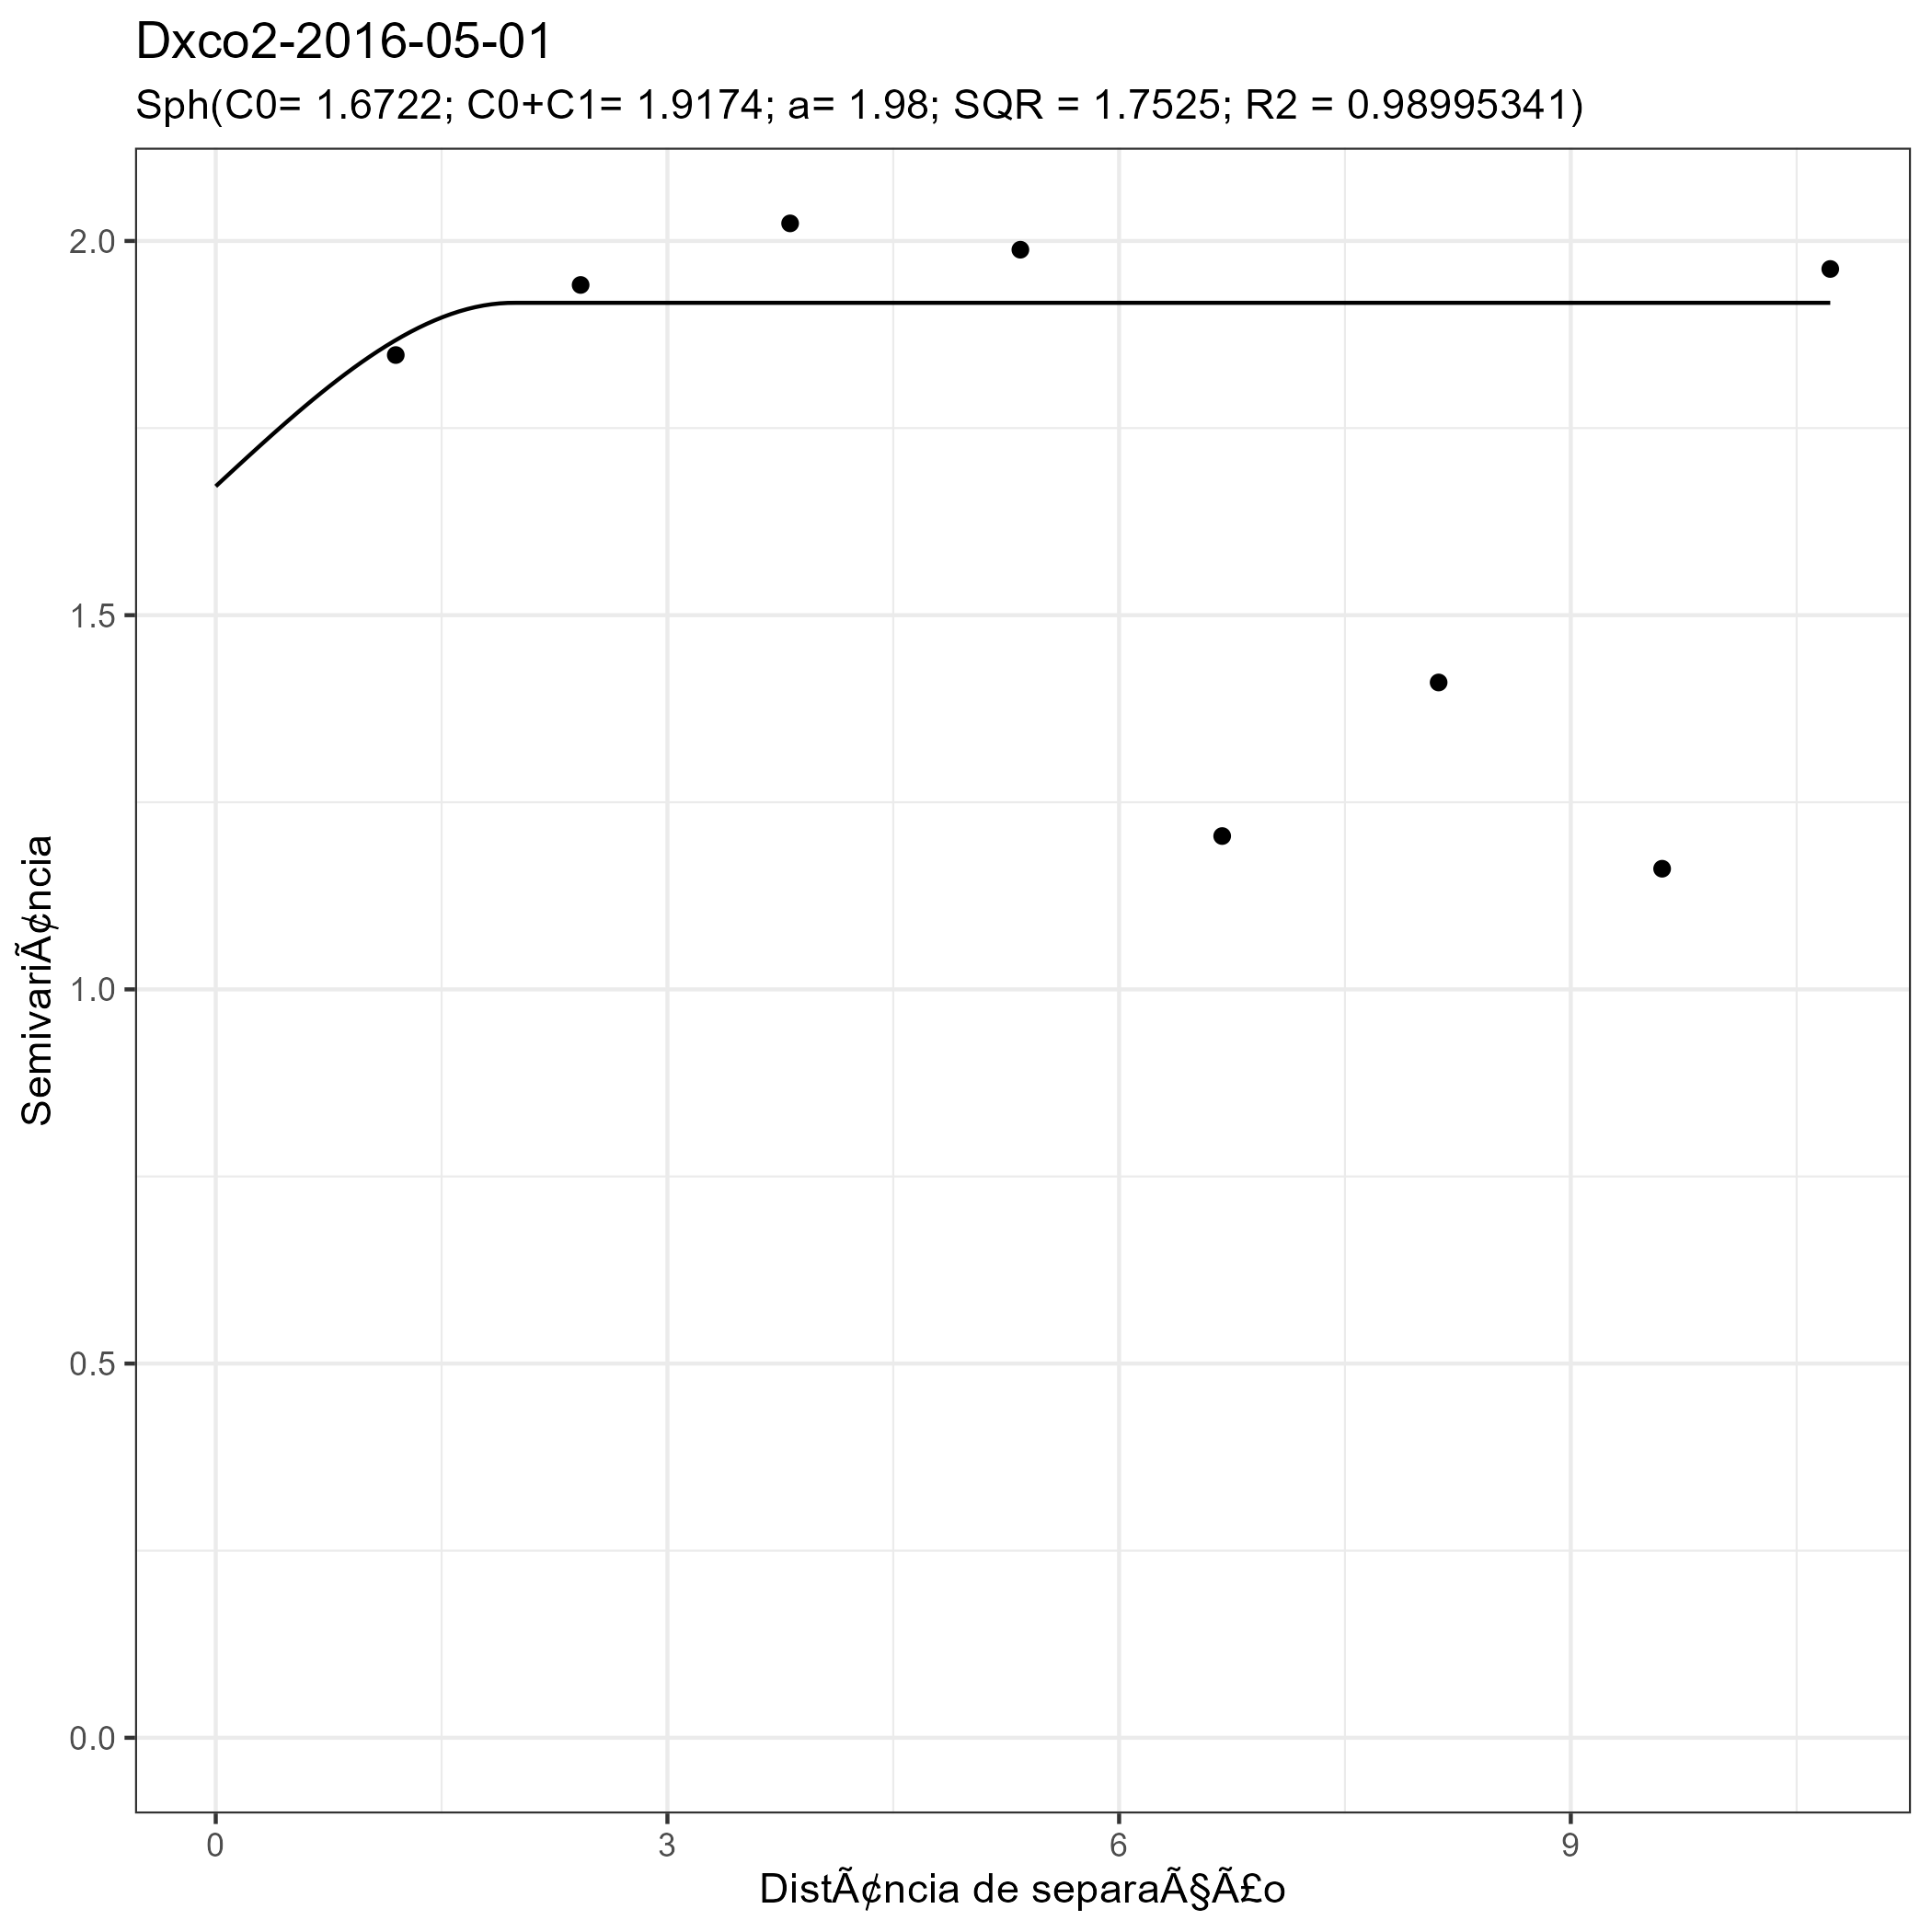 Dxco2-2016-05-01
Sph(C0= 1.6722; C0+C1= 1.9174; a= 1.98; SQR = 1.7525; R2 = 0.98995341)
2.0
1.5
1.0
0.5
0.0
SemivariÃ¢ncia
0 3 6 9
DistÃ¢ncia de separaÃ§Ã£o